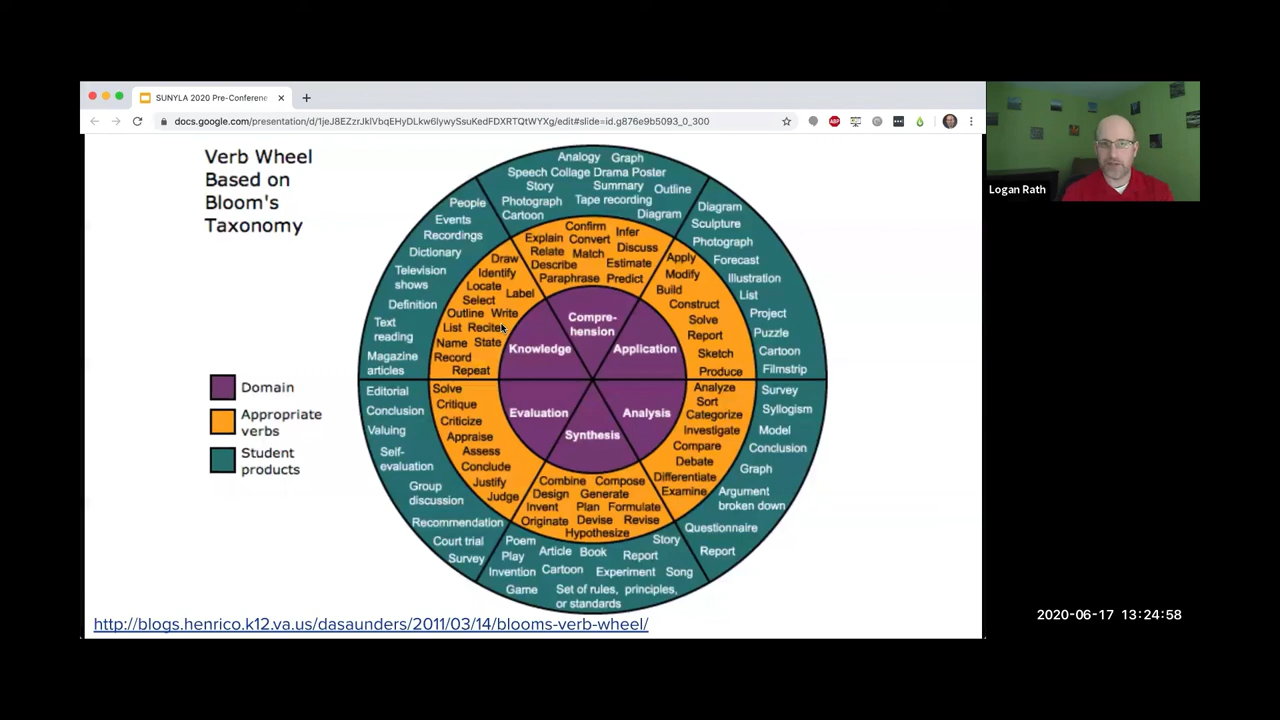 SUNYLA 2020 Pre-Conferenc
docs.google.com/presentation/d/1jeJ8EZzrJklVbqEHyDLkw6IywySsuKedFDXRTQtWYXg/edit#slide=id.g876e9b5093_0_300
ABP
Logan Rath
Verb Wheel
Based on
Bloom's
Taxonomy
Domain
Appropriate
verbs
Student
products
Compre-
hension
Application
Analysis
Synthesis
Evaluation
Knowledge
Analogy Graph
Speech Collage Drama Poster
Story Summary Outline
Photograph Tape recording
Cartoon Diagram
Confirm
Explain Convert Infer
Relate Match Discuss
Describe Estimate
Paraphrase Predict
Diagram
Sculpture
Photograph
Forecast
Illustration
List
Project
Puzzle
Cartoon
Filmstrip
Apply
Modify
Build
Construct
Solve
Report
Sketch
Produce
Analyze
Sort
Categorize
Investigate
Compare
Debate
Differentiate
Examine
Survey
Syllogism
Model
Conclusion
Graph
Argument
broken down
Questionnaire
Report
Combine Compose
Design Generate
Invent Plan Formulate
Originate Devise Revise
Hypothesize
Poem Story
Play Article Book Report
Invention Cartoon Experiment Song
Game Set of rules, principles,
or standards
Solve
Critique
Criticize
Appraise
Assess
Conclude
Justify
Judge
Editorial
Conclusion
Valuing
Self-
evaluation
Group
discussion
Recommendation
Court trial
Survey
Draw
Identify
Locate
Select Label
Outline Write
List Recite
Name State
Record
Repeat
People
Events
Recordings
Dictionary
Television
shows
Definition
Text
reading
Magazine
articles
http://blogs.henrico.k12.va.us/dasaunders/2011/03/14/blooms-verb-wheel/
2020-06-17 13:24:58